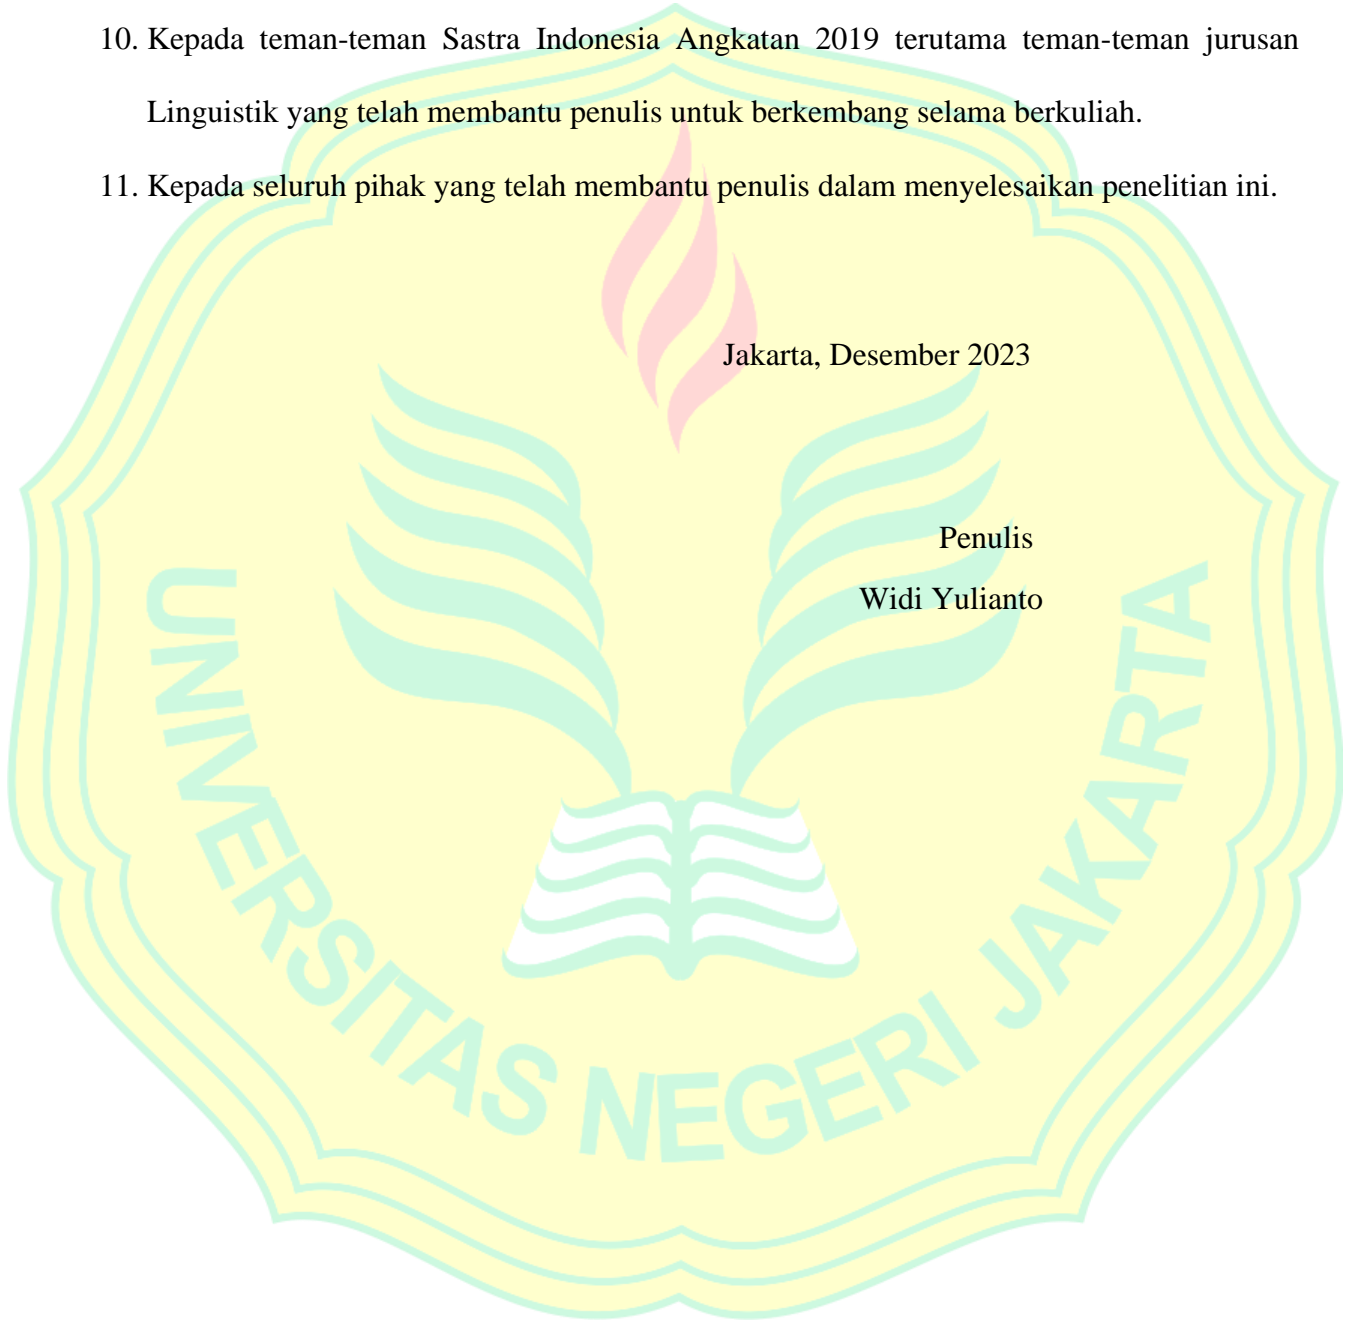 10. Kepada teman-teman Sastra Indonesia Angkatan 2019 terutama teman-teman jurusan
Linguistik yang telah membantu penulis untuk berkembang selama berkuliah.
11. Kepada seluruh pihak yang telah membantu penulis dalam menyelesaikan penelitian ini.
Jakarta, Desember 2023
Penulis
Widi Yulianto
UNIVERSITAS NEGERI JAKARTA